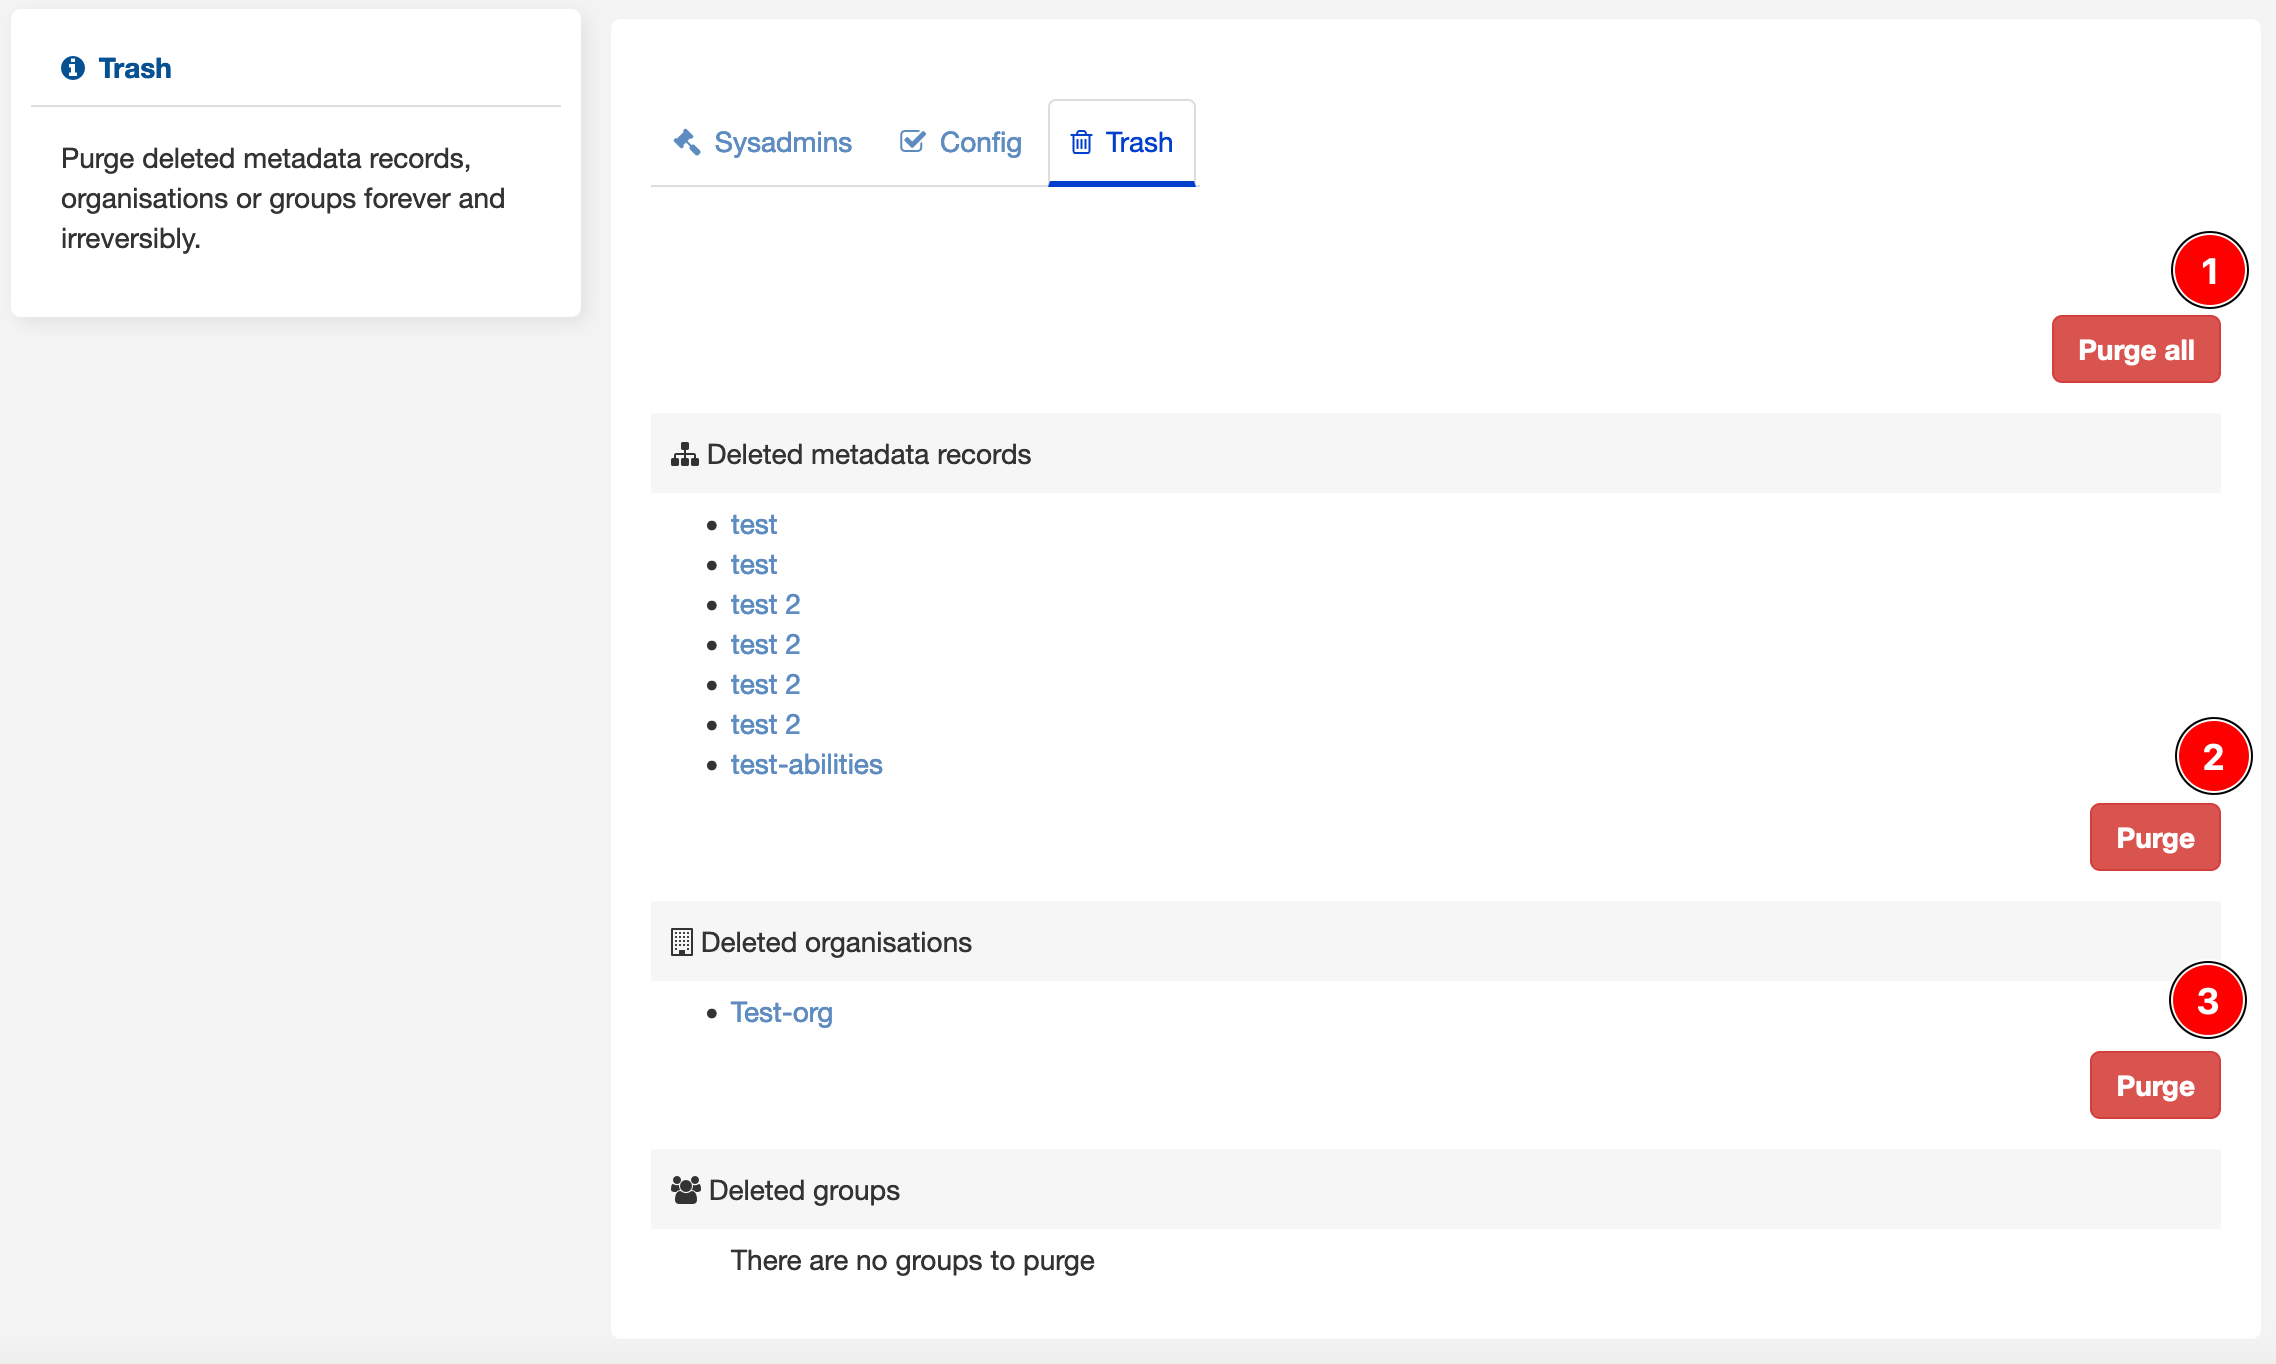 Trash
Purge deleted metadata records,
organisations or groups forever and
irreversibly.
Sysadmins
Config
Trash
1
Purge all
Deleted metadata records
test
test
test 2
test 2
test 2
test 2
test-abilities
2
Purge
Deleted organisations
Test-org
3
Purge
Deleted groups
There are no groups to purge